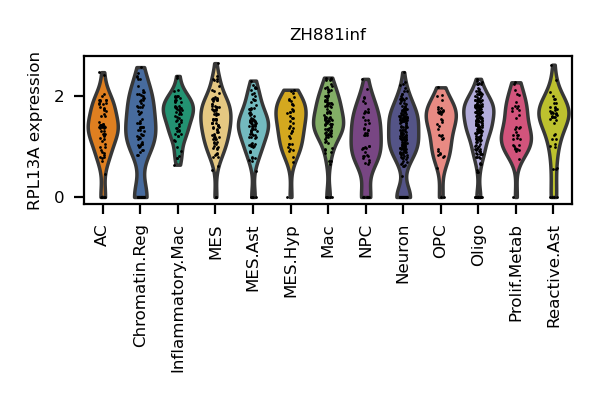 ZH881inf
RPL13A expression
2
0
AC
Chromatin.Reg
Inflammatory.Mac
MES
MES.Ast
MES.Hyp
Mac
NPC
Neuron
OPC
Oligo
Prolif.Metab
Reactive.Ast